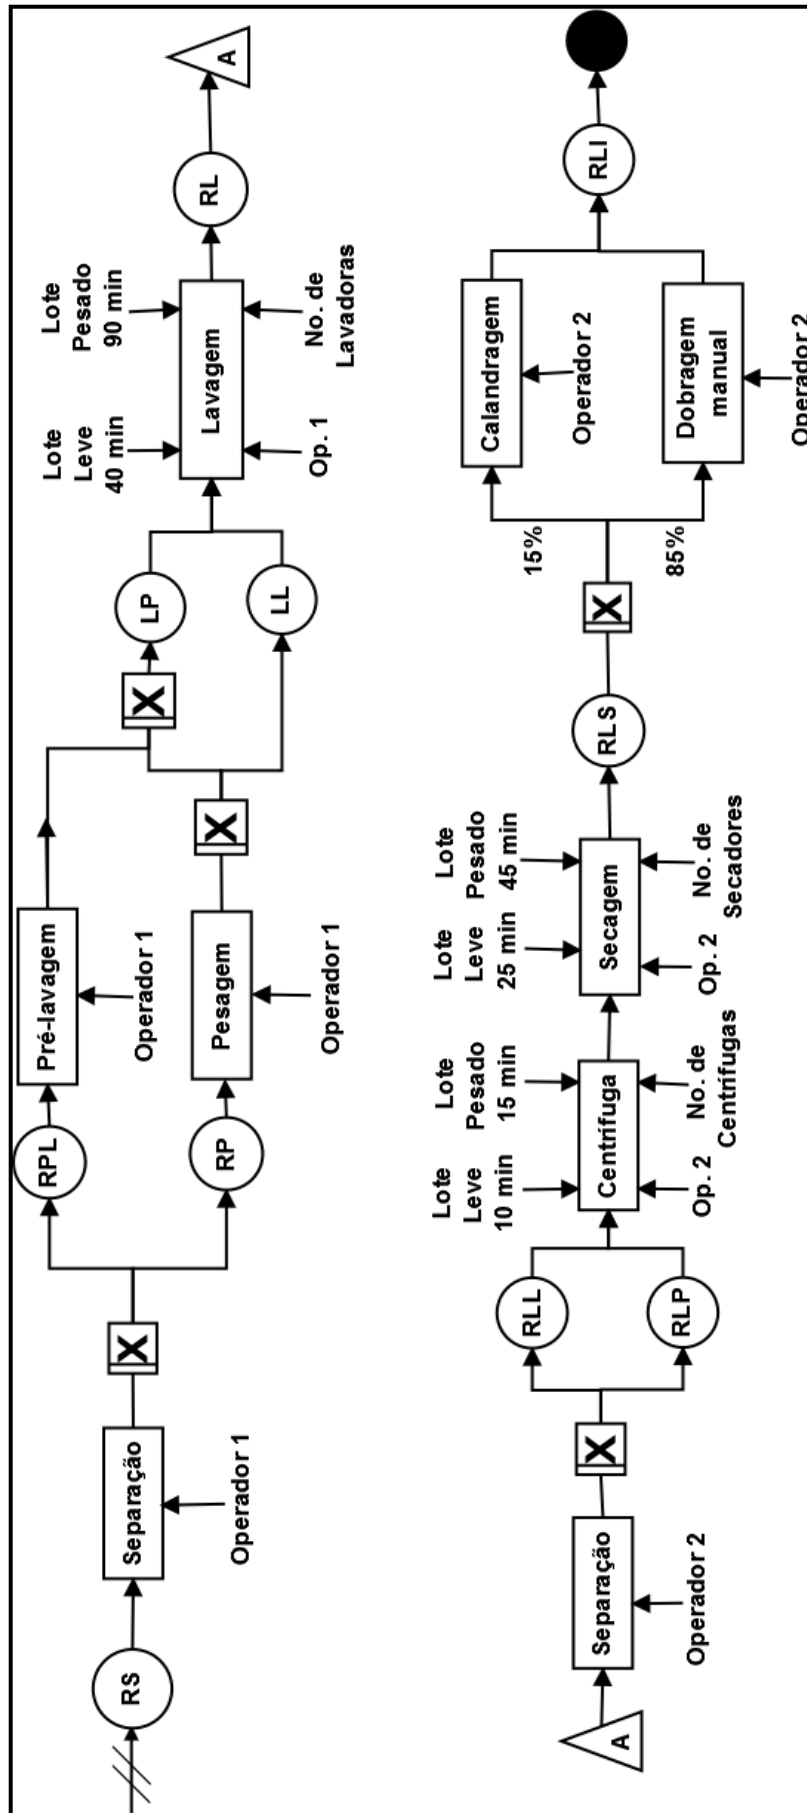 RS
Separação
Operador 1
X
RPL
RP
Pré-lavagem
Operador 1
Pesagem
Operador 1
X
X
LP
LL
Lote
Leve
40 min
Lote
Pesado
90 min
Lavagem
Op. 1
No. de
Lavadoras
RL
A
A
Separação
Operador 2
X
RLL
RLP
Lote
Leve
10 min
Lote
Pesado
15 min
Centrífuga
Op. 2
No. de
Centrífugas
Lote
Leve
25 min
Lote
Pesado
45 min
Secagem
Op. 2
No. de
Secadores
RLS
X
15%
85%
Calandragem
Operador 2
Dobragem
manual
Operador 2
RLI